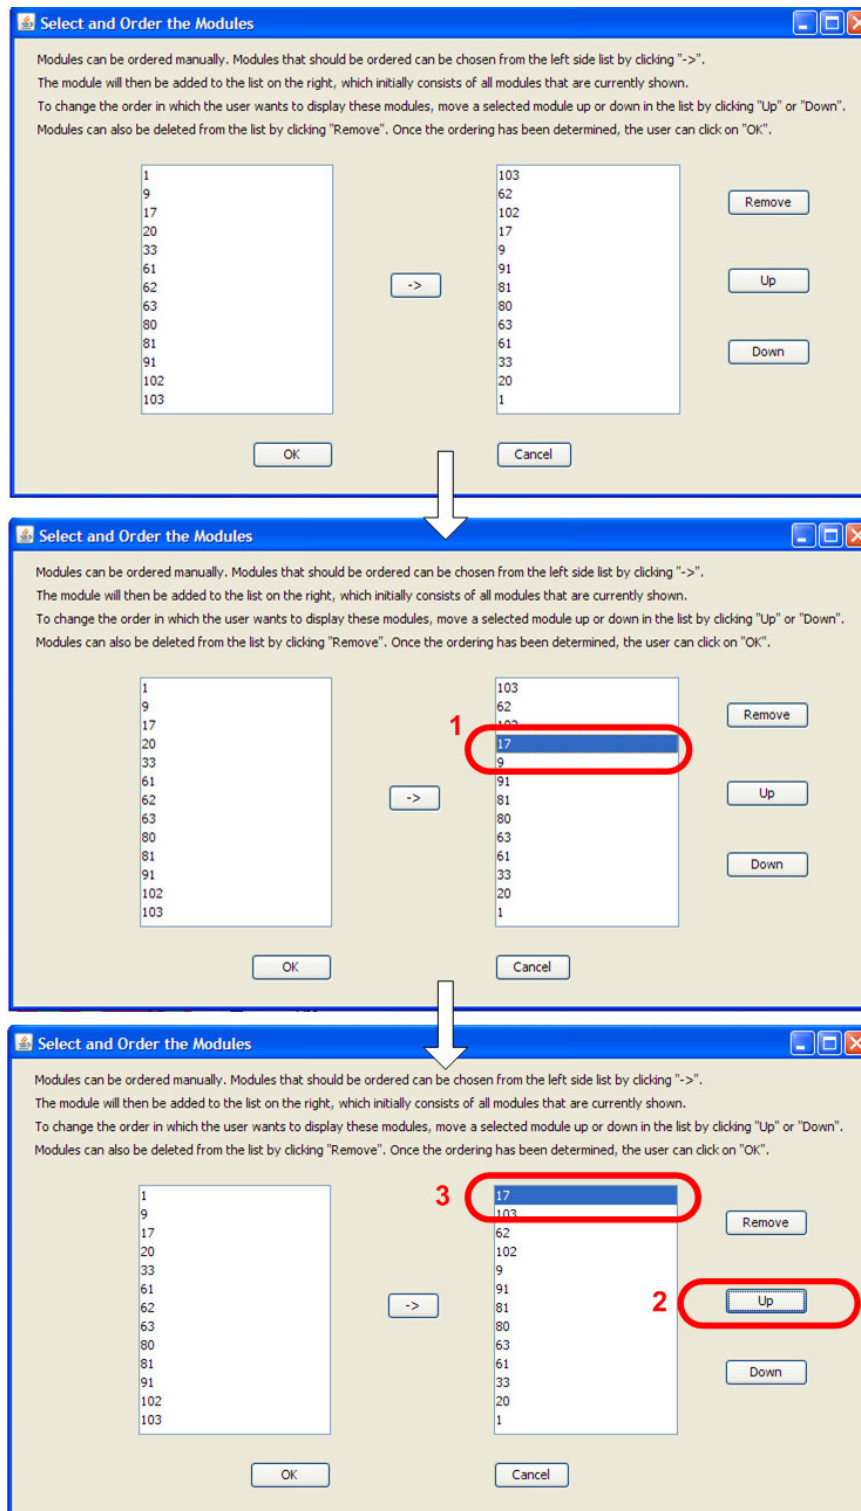 Select and Order the Modules
Modules can be ordered manually. Modules that should be ordered can be chosen from the left side list by clicking "->".
The module will then be added to the list on the right, which initially consists of all modules that are currently shown.
To change the order in which the user wants to display these modules, move a selected module up or down in the list by clicking "Up" or "Down".
Modules can also be deleted from the list by clicking "Remove". Once the ordering has been determined, the user can click on "OK".
1
9
17
20
33
61
62
63
80
81
91
102
103
->
103
62
102
17
9
91
81
80
63
61
33
20
1
Remove
Up
Down
OK
Cancel
Select and Order the Modules
Modules can be ordered manually. Modules that should be ordered can be chosen from the left side list by clicking "->".
The module will then be added to the list on the right, which initially consists of all modules that are currently shown.
To change the order in which the user wants to display these modules, move a selected module up or down in the list by clicking "Up" or "Down".
Modules can also be deleted from the list by clicking "Remove". Once the ordering has been determined, the user can click on "OK".
1
9
17
20
33
61
62
63
80
81
91
102
103
->
1
103
62
102
17
9
91
81
80
63
61
33
20
1
Remove
Up
Down
OK
Cancel
Select and Order the Modules
Modules can be ordered manually. Modules that should be ordered can be chosen from the left side list by clicking "->".
The module will then be added to the list on the right, which initially consists of all modules that are currently shown.
To change the order in which the user wants to display these modules, move a selected module up or down in the list by clicking "Up" or "Down".
Modules can also be deleted from the list by clicking "Remove". Once the ordering has been determined, the user can click on "OK".
1
9
17
20
33
61
62
63
80
81
91
102
103
->
3
17
103
62
102
9
91
81
80
63
61
33
20
1
Remove
2
Up
Down
OK
Cancel